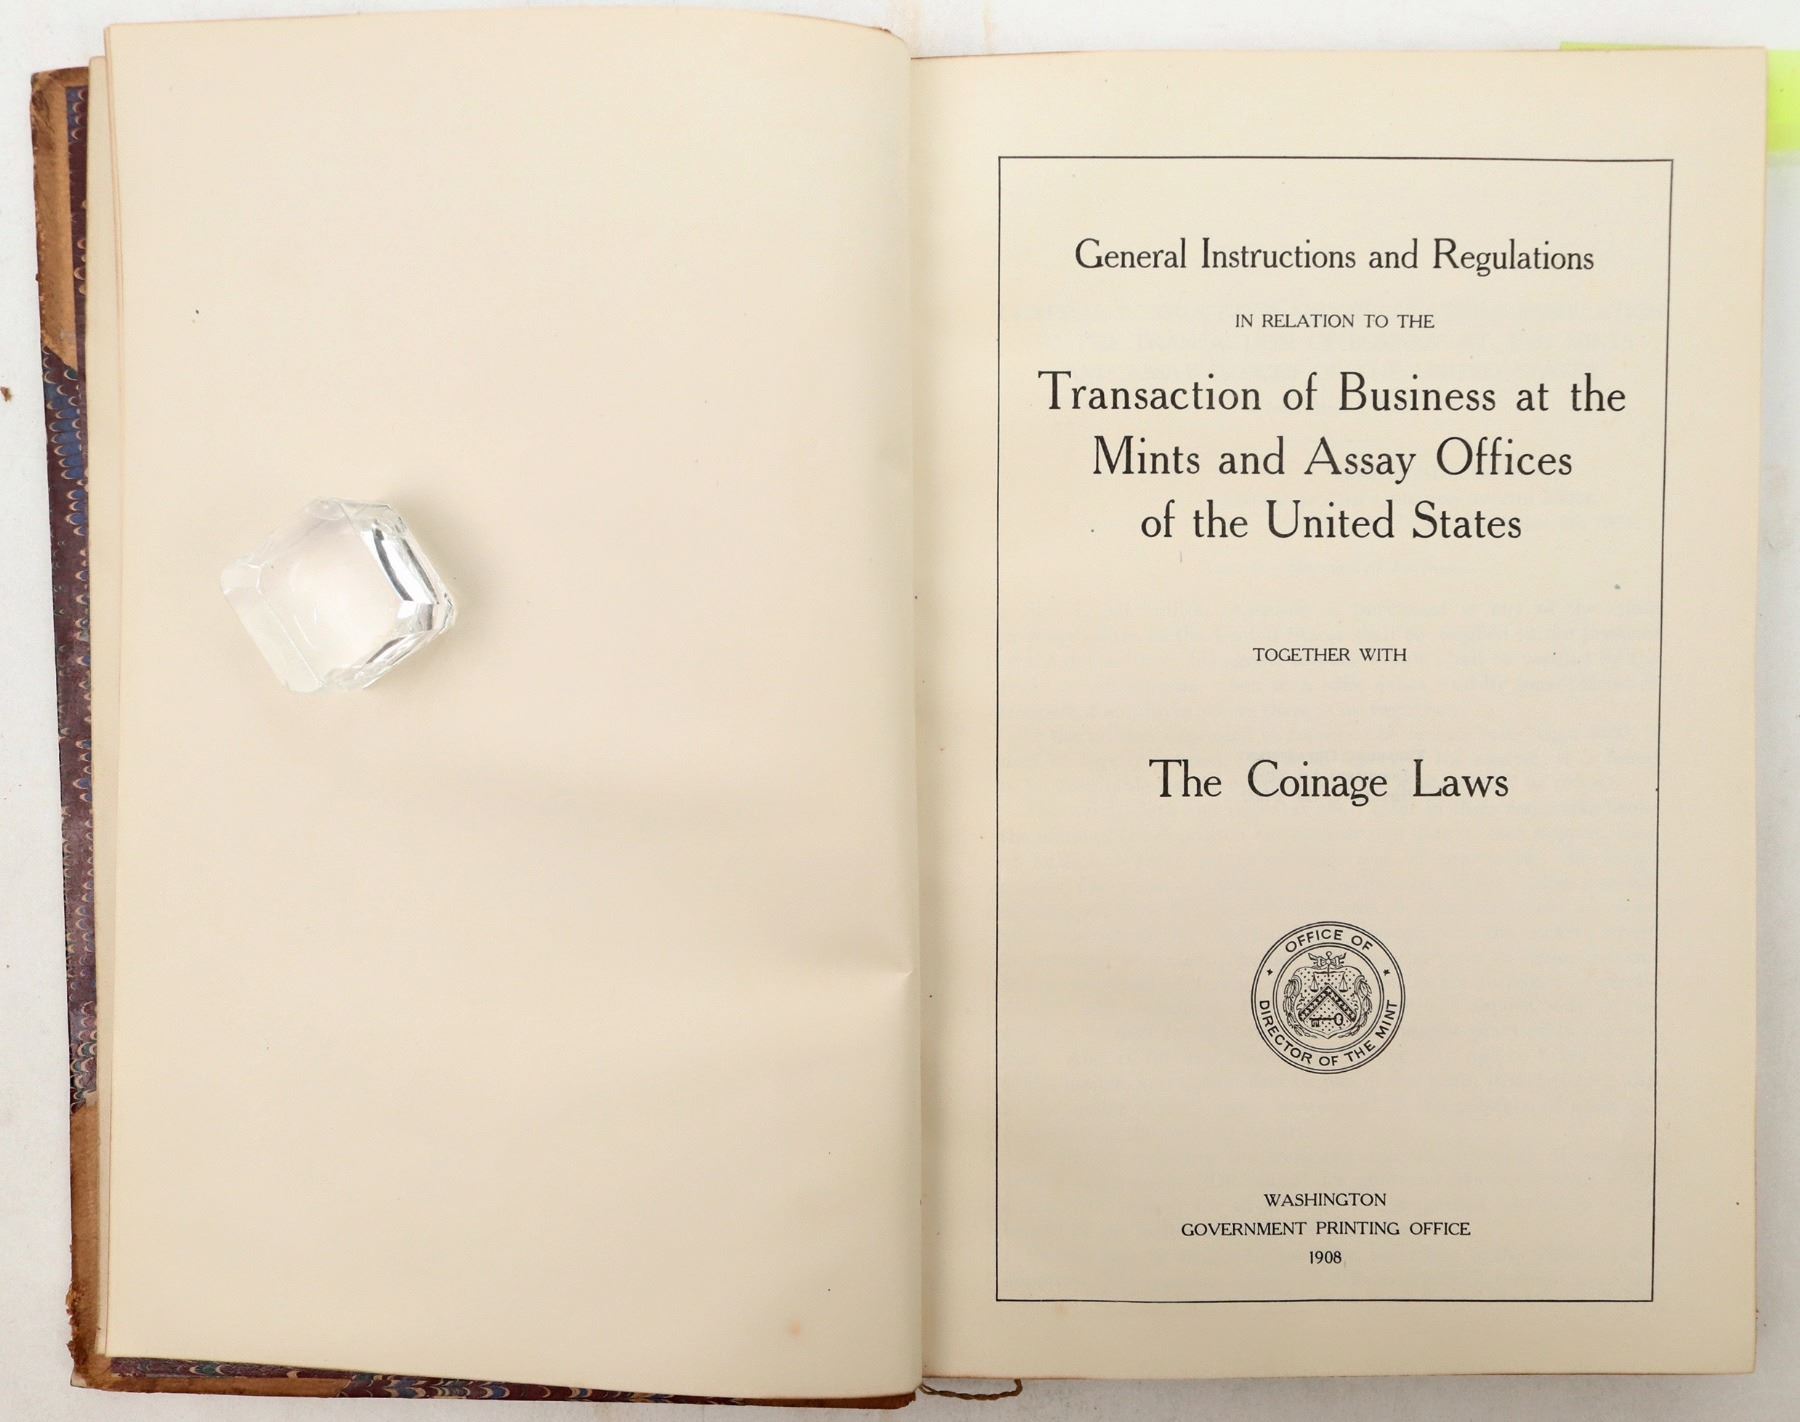 General Instructions and Regulations
IN RELATION TO THE
Transaction of Business at the
Mints and Assay Offices
of the United States
TOGETHER WITH
The Coinage Laws
OFFICE OF
DIRECTOR OF THE MINT
WASHINGTON
GOVERNMENT PRINTING OFFICE
1908